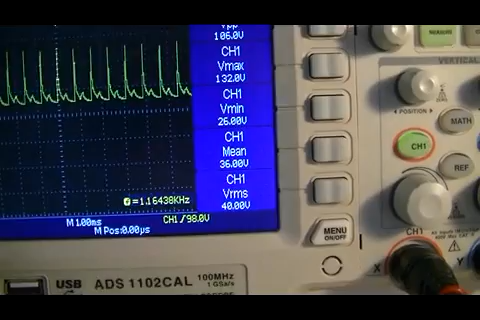 Vpp
106.0V
CH1
Vmax
132.0V
CH1
Vmin
26.00V
CH1
Mean
36.00V
CH1
Vrms
40.00V
f=1.16438KHz
M 1.00ms
CH1/98.0V
M Pos:0.00µs
MEASURE
VERTICAL
POSITION
MATH
CH1
REF
MENU
ON/OFF
CH1
X
USB
ADS 1102CAL
100MHz
1GSa/s